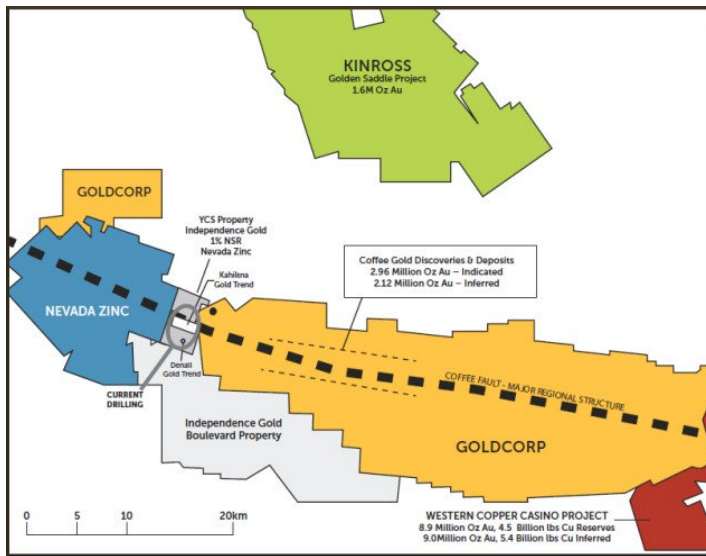 KINROSS
Golden Saddle Project
1.6M Oz Au
GOLDCORP
YCS Property
Independence Gold
1% NSR
Nevada Zinc
Kahiltna
Gold Trend
Coffee Gold Discoveries & Deposits
2.96 Million Oz Au – Indicated
2.12 Million Oz Au – Inferred
NEVADA ZINC
Denali
Gold Trend
CURRENT
DRILLING
COFFEE FAULT - MAJOR REGIONAL STRUCTURE
Independence Gold
Boulevard Property
GOLDCORP
WESTERN COPPER CASINO PROJECT
8.9 Million Oz Au, 4.5 Billion lbs Cu Reserves
9.0Million Oz Au, 5.4 Billion lbs Cu Inferred
0 5 10 20km